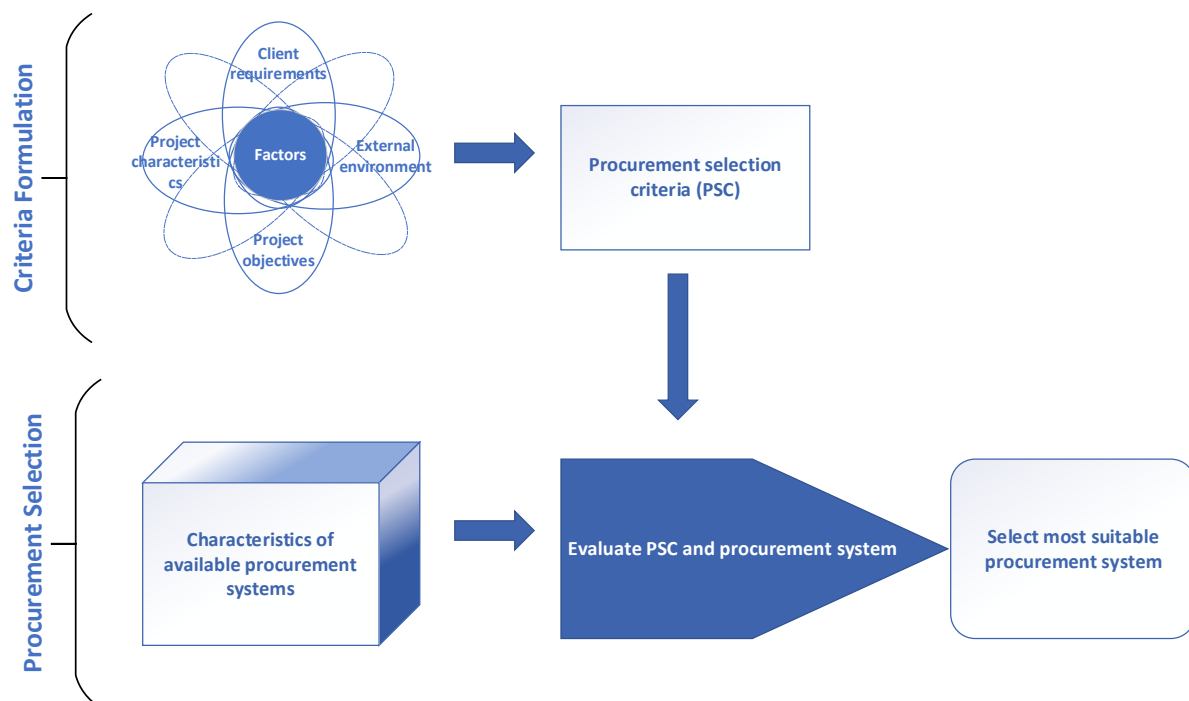 Criteria Formulation
Client
requirements
Project
characteristi
cs
Factors
External
environment
Project
objectives
Procurement selection
criteria (PSC)
Procurement Selection
Characteristics of
available procurement
systems
Evaluate PSC and procurement system
Select most suitable
procurement system